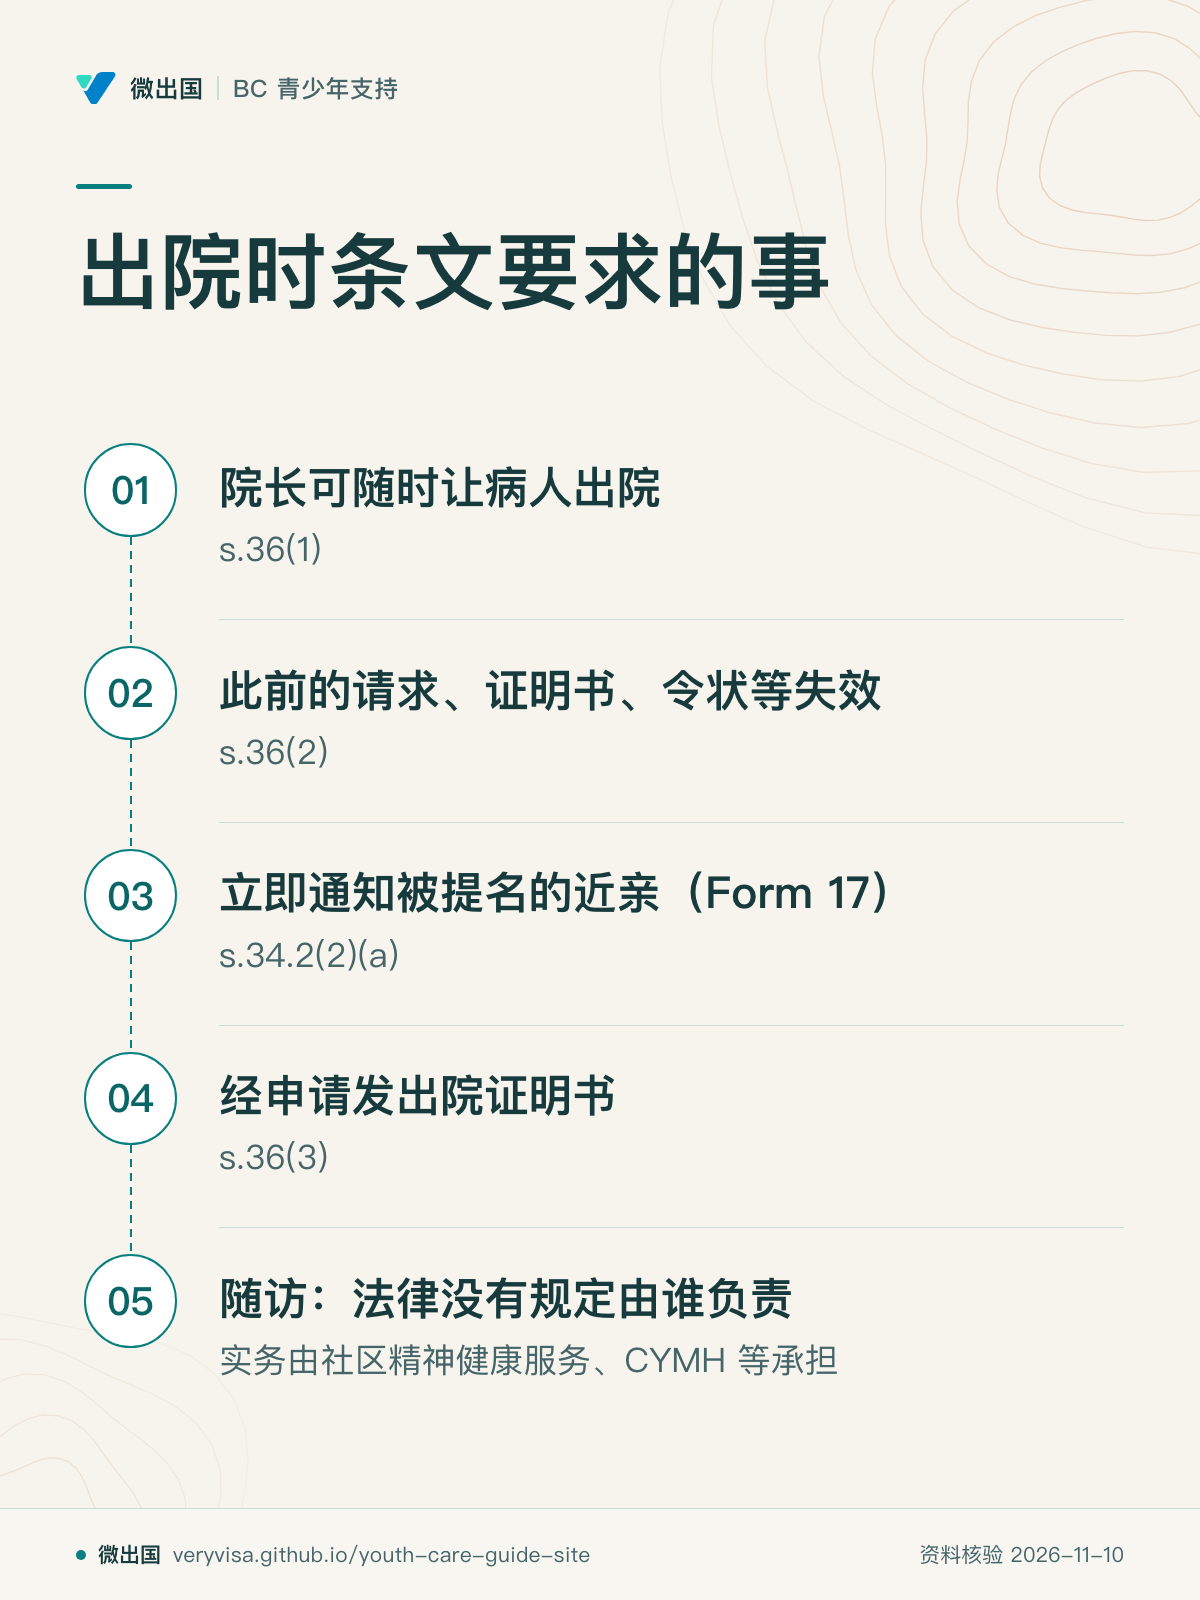 微出国 | BC 青少年支持
出院时条文要求的事
01 院长可随时让病人出院
s.36(1)
02 此前的请求、证明书、令状等失效
s.36(2)
03 立即通知被提名的近亲（Form 17）
s.34.2(2)(a)
04 经申请发出院证明书
s.36(3)
05 随访：法律没有规定由谁负责
实务由社区精神健康服务、CYMH 等承担
微出国 veryvisa.github.io/youth-care-guide-site 资料核验 2026-11-10